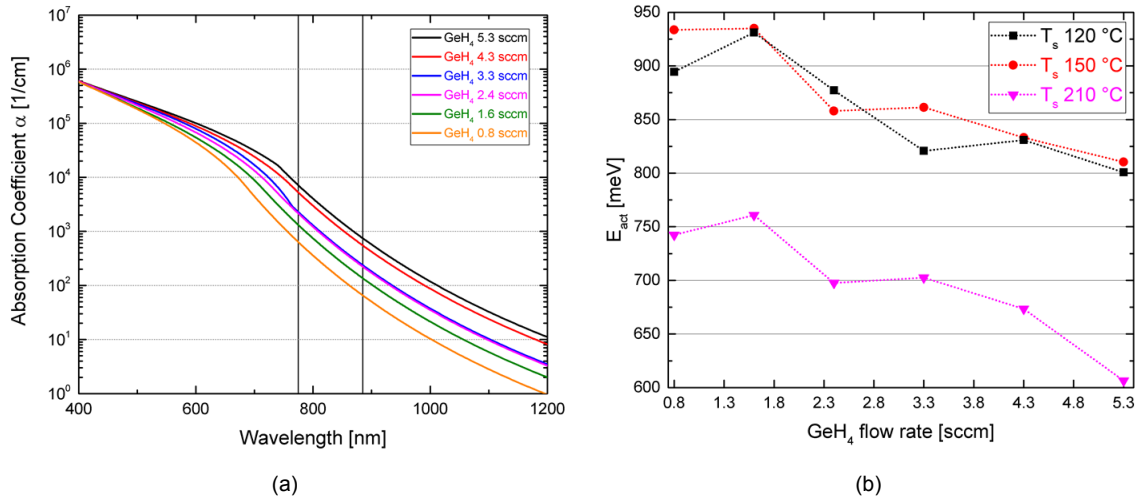 Absorption Coefficient α [1/cm]
10⁷
10⁶
10⁵
10⁴
10³
10²
10¹
10⁰
GeH₄ 5.3 sccm
GeH₄ 4.3 sccm
GeH₄ 3.3 sccm
GeH₄ 2.4 sccm
GeH₄ 1.6 sccm
GeH₄ 0.8 sccm
400 600 800 1000 1200
Wavelength [nm]
(a)
E_act [meV]
950
900
850
800
750
700
650
600
T_s 120 °C
T_s 150 °C
T_s 210 °C
0.8 1.3 1.8 2.3 2.8 3.3 3.8 4.3 4.8 5.3
GeH₄ flow rate [sccm]
(b)